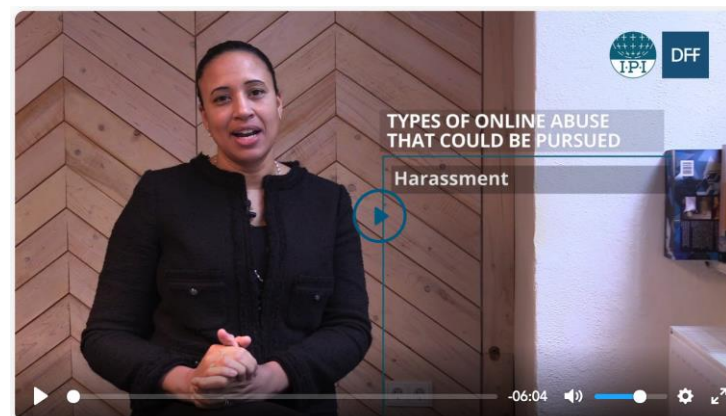 IPI
DFF
TYPES OF ONLINE ABUSE
THAT COULD BE PURSUED
Harassment
-06:04